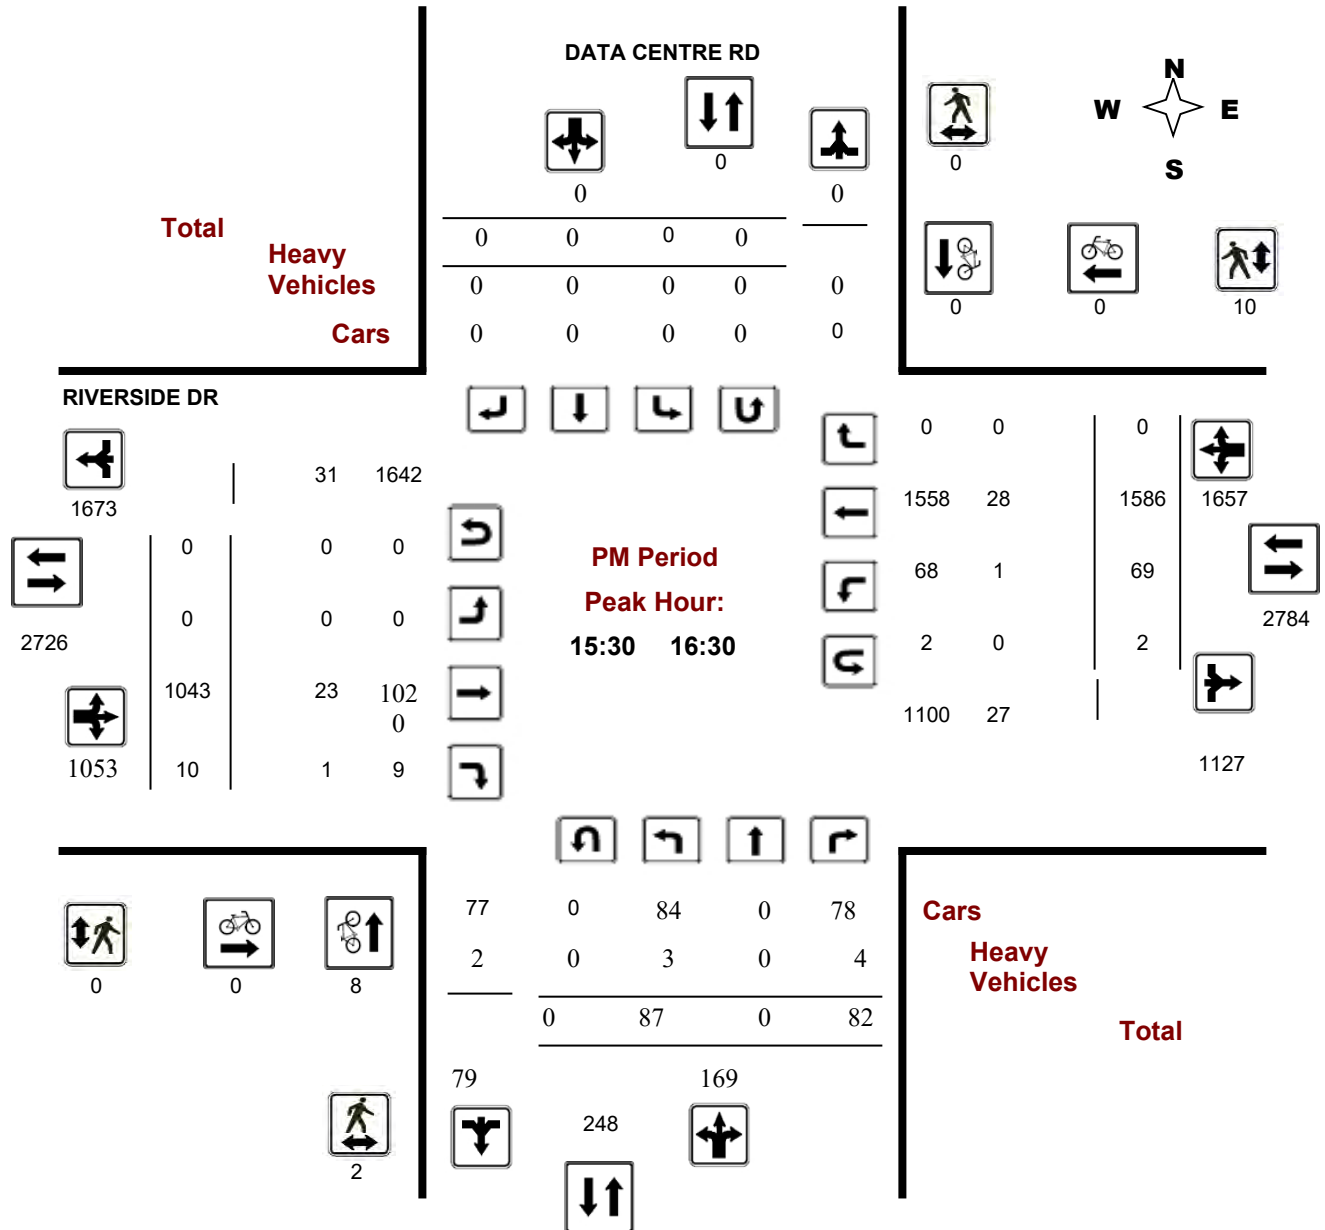 DATA CENTRE RD
N
W E
S
0
0
0
0 0
Total
0 0 0 0
Heavy
Vehicles
0 0 0 0 0
0 0 10
Cars
0 0 0 0 0
RIVERSIDE DR
0 0 0
31 1642
1673
1558 28 1586 1657
0 0 0
PM Period
68 1 69
Peak Hour:
0 0 0
2784
2726
15:30 16:30
2 0 2
1043 23 102
0
1100 27
1053 10 1 9
1127
77 0 84 0 78
Cars
2 0 3 0 4
Heavy
Vehicles
0 0 8
0 87 0 82
Total
79 169
248
2